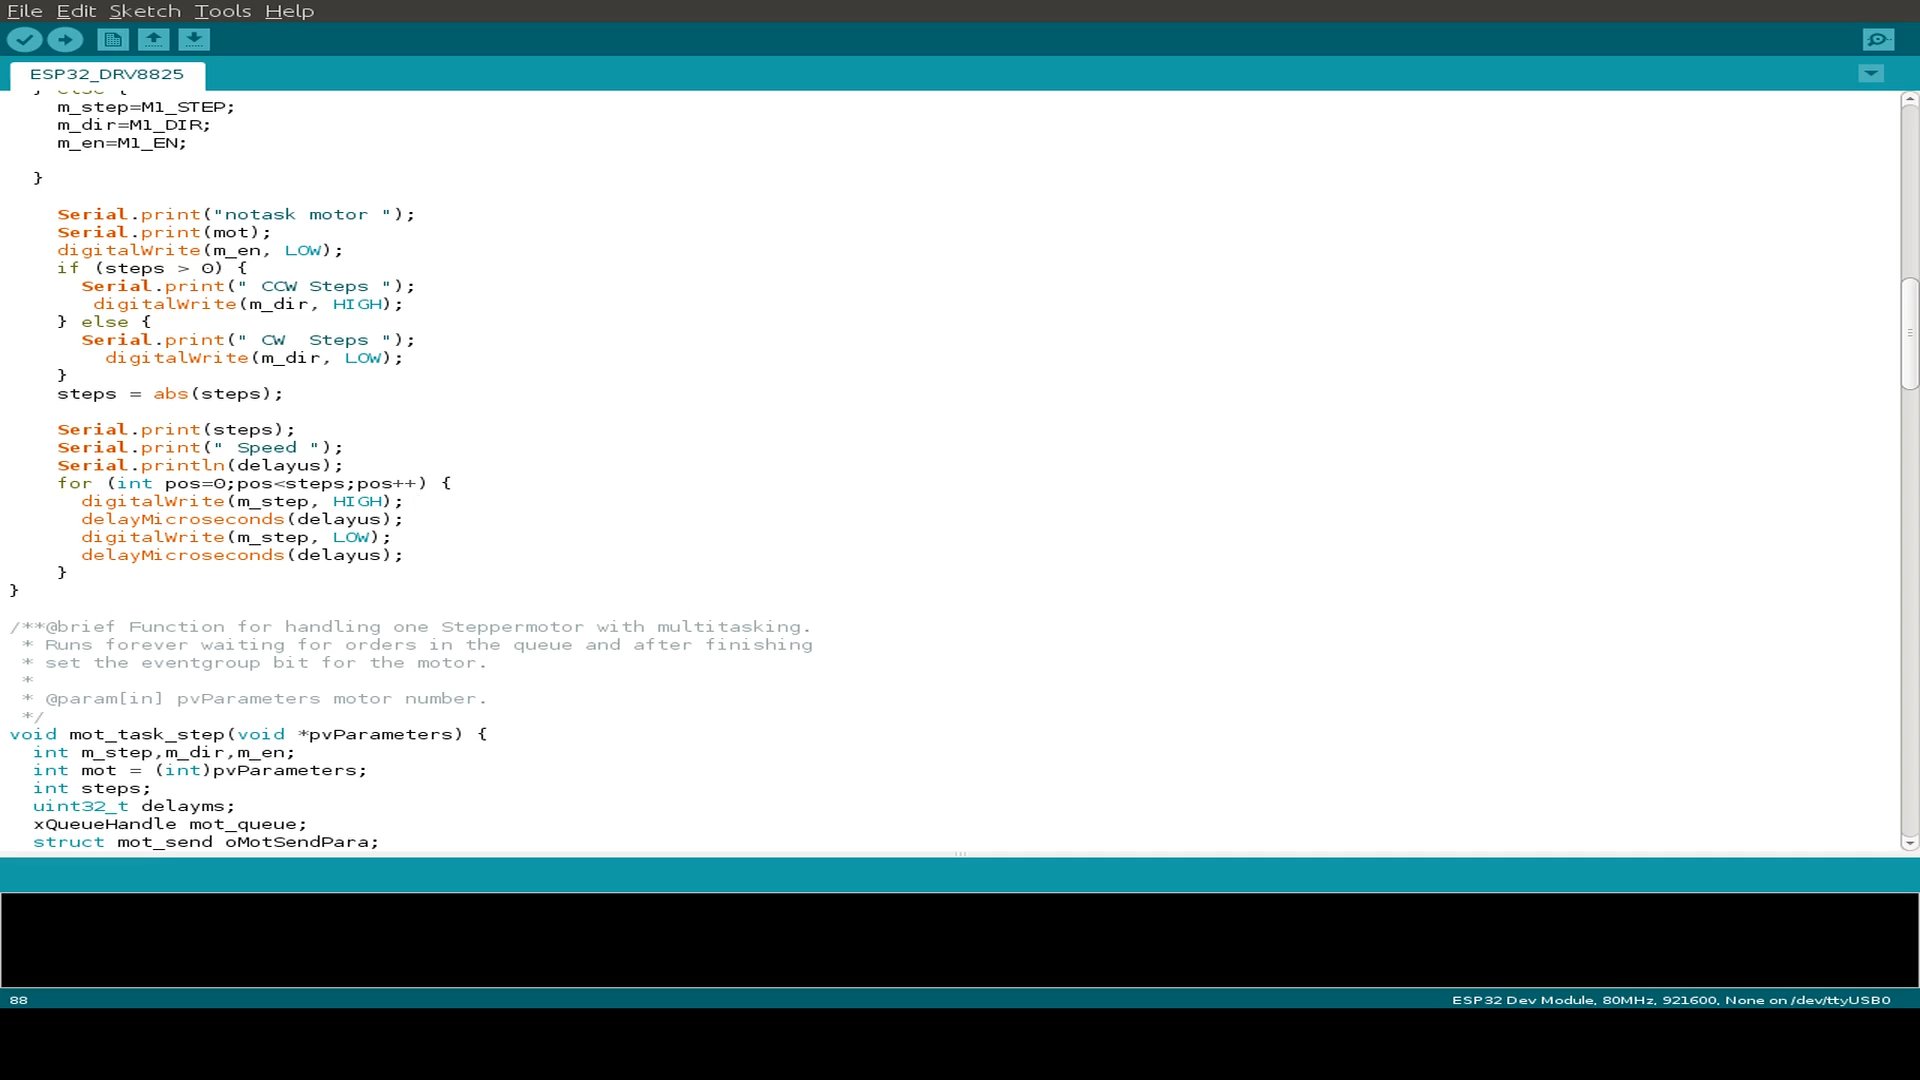 File Edit Sketch Tools Help
ESP32_DRV8825
} else {
m_step=M1_STEP;
m_dir=M1_DIR;
m_en=M1_EN;
}
Serial.print("notask motor ");
Serial.print(mot);
digitalWrite(m_en, LOW);
if (steps > 0) {
Serial.print(" CCW Steps ");
digitalWrite(m_dir, HIGH);
} else {
Serial.print(" CW  Steps ");
digitalWrite(m_dir, LOW);
}
steps = abs(steps);
Serial.print(steps);
Serial.print(" Speed ");
Serial.println(delayus);
for (int pos=0;pos<steps;pos++) {
digitalWrite(m_step, HIGH);
delayMicroseconds(delayus);
digitalWrite(m_step, LOW);
delayMicroseconds(delayus);
}
}
/**@brief Function for handling one Steppermotor with multitasking.
* Runs forever waiting for orders in the queue and after finishing
* set the eventgroup bit for the motor.
*
* @param[in] pvParameters motor number.
*/
void mot_task_step(void *pvParameters) {
int m_step,m_dir,m_en;
int mot = (int)pvParameters;
int steps;
uint32_t delayms;
xQueueHandle mot_queue;
struct mot_send oMotSendPara;
88
ESP32 Dev Module, 80MHz, 921600, None on /dev/ttyUSB0